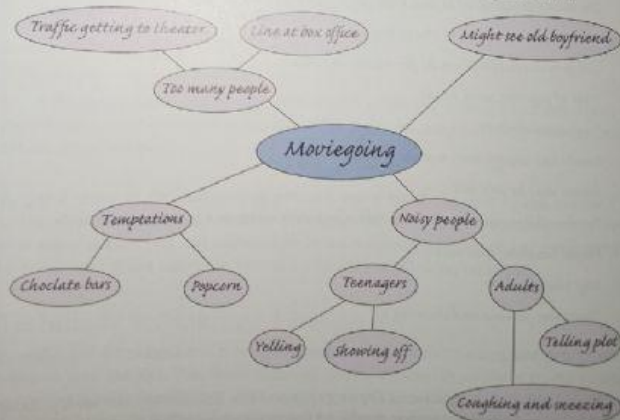 Traffic getting to theater
Line at box office
Might see old boyfriend
Too many people
Moviegoing
Temptations
Noisy people
Choclate bars
Popcorn
Teenagers
Adults
Yelling
Showing off
Telling plot
Coughing and sneezing